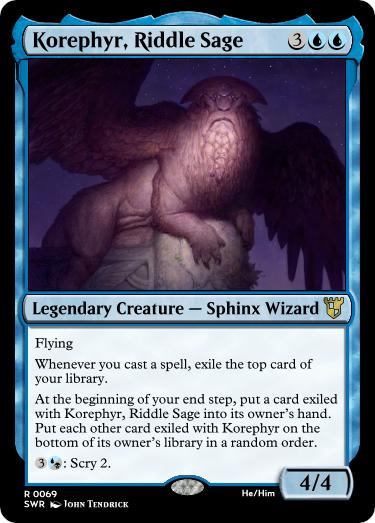 Korephyr, Riddle Sage 3
Legendary Creature — Sphinx Wizard
Flying
Whenever you cast a spell, exile the top card of
your library.
At the beginning of your end step, put a card exiled
with Korephyr, Riddle Sage into its owner's hand.
Put each other card exiled with Korephyr on the
bottom of its owner's library in a random order.
3 : Scry 2.
4/4
R 0069 He/Him
SWR JOHN TENDRICK